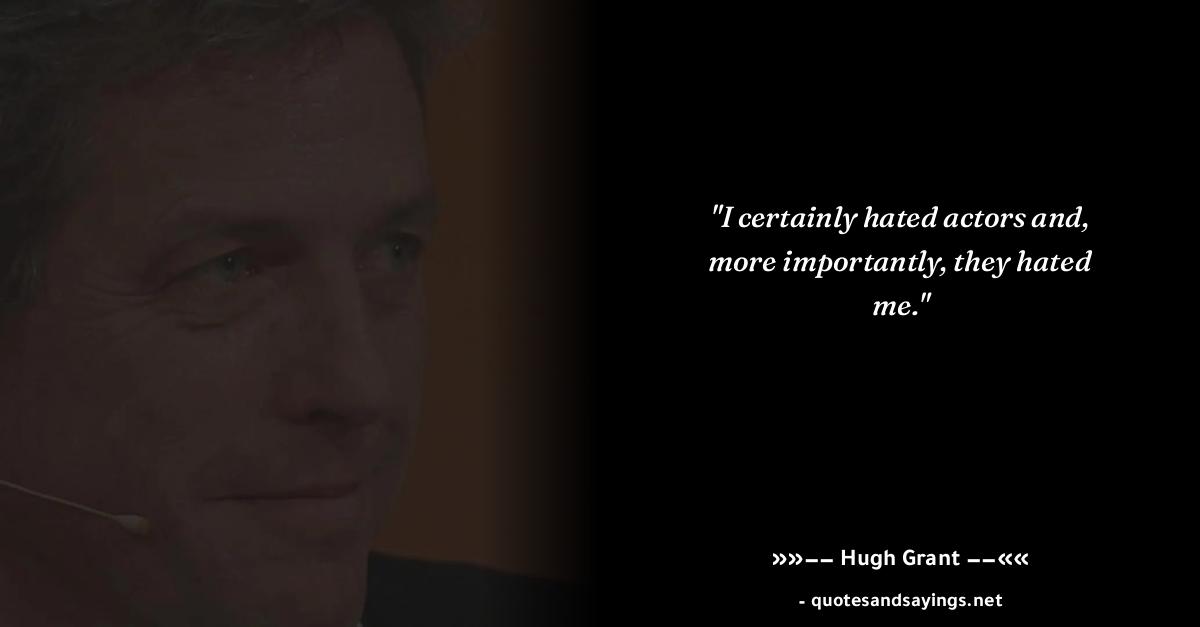 "I certainly hated actors and,
more importantly, they hated
me."
»»−− Hugh Grant −−««
- quotesandsayings.net